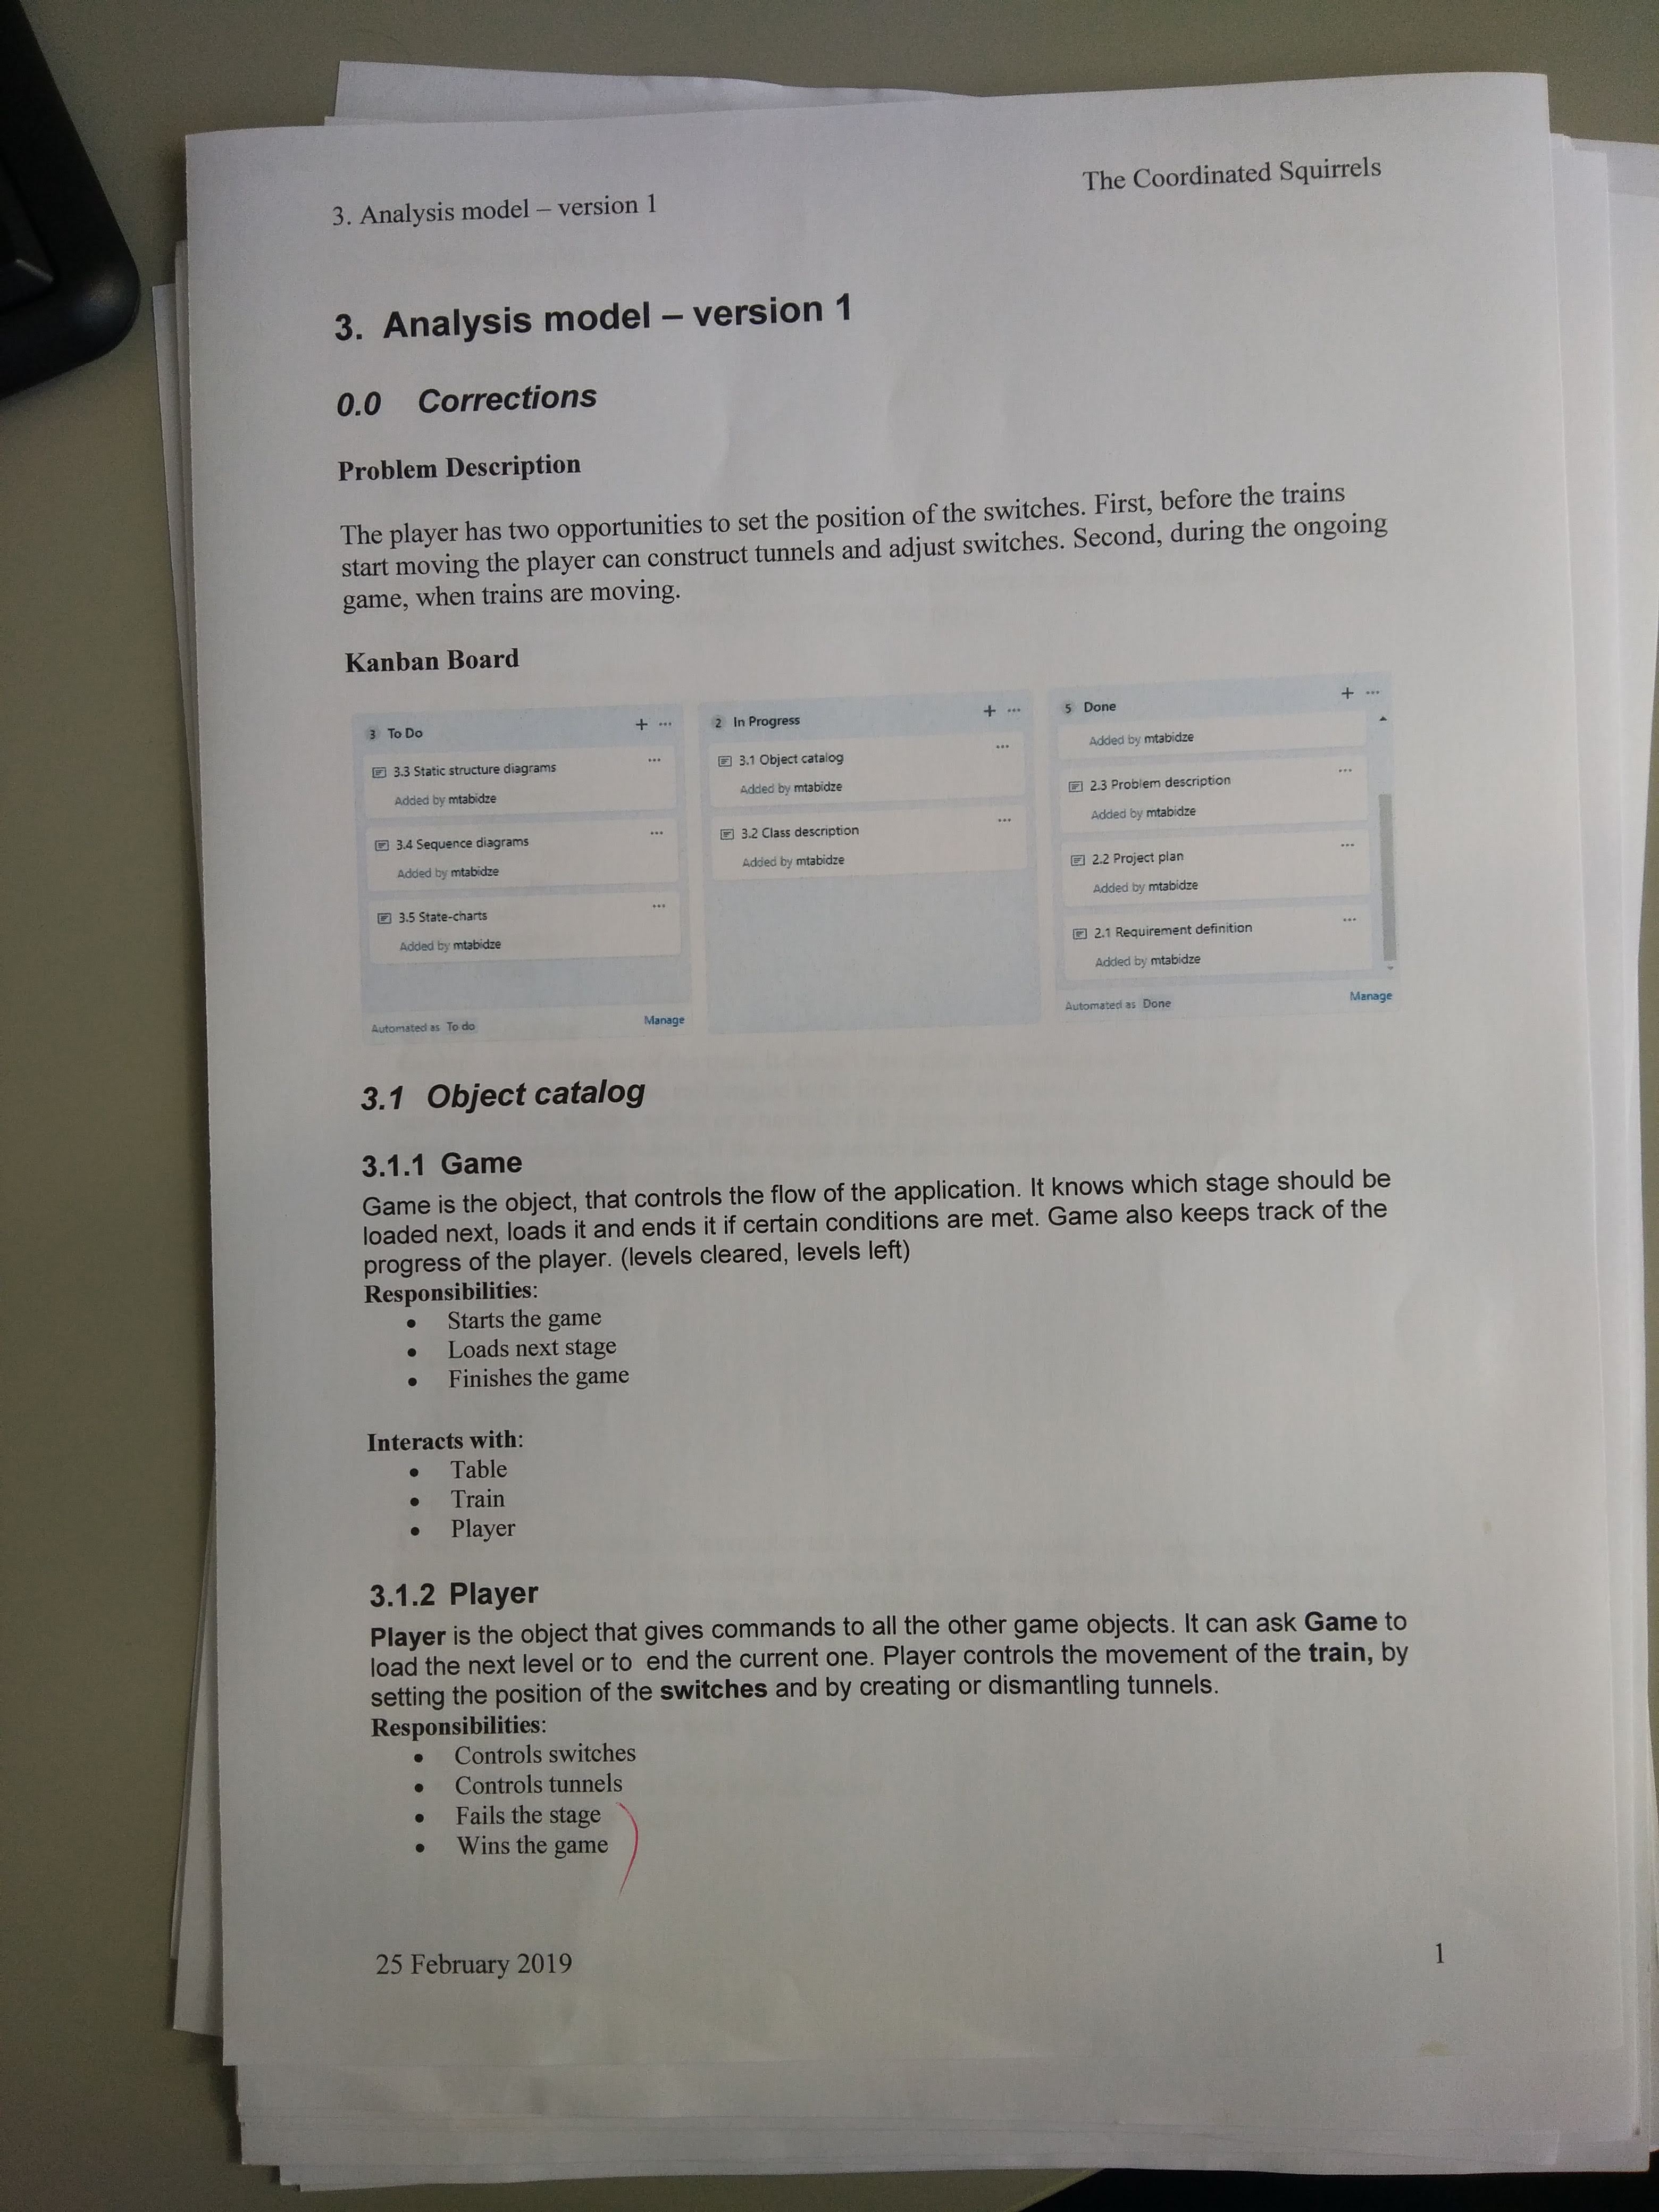 The Coordinated Squirrels
3. Analysis model – version 1
3. Analysis model – version 1
0.0 Corrections
Problem Description
The player has two opportunities to set the position of the switches. First, before the trains
start moving the player can construct tunnels and adjust switches. Second, during the ongoing
game, when trains are moving.
Kanban Board
3 To Do + ...
3.3 Static structure diagrams ...
Added by mtabidze
3.4 Sequence diagrams ...
Added by mtabidze
3.5 State-charts ...
Added by mtabidze
Automated as To do Manage
2 In Progress + ...
3.1 Object catalog ...
Added by mtabidze
3.2 Class description ...
Added by mtabidze
5 Done + ...
Added by mtabidze
2.3 Problem description ...
Added by mtabidze
2.2 Project plan ...
Added by mtabidze
2.1 Requirement definition ...
Added by mtabidze
Automated as Done Manage
3.1 Object catalog
3.1.1 Game
Game is the object, that controls the flow of the application. It knows which stage should be
loaded next, loads it and ends it if certain conditions are met. Game also keeps track of the
progress of the player. (levels cleared, levels left)
Responsibilities:
• Starts the game
• Loads next stage
• Finishes the game
Interacts with:
• Table
• Train
• Player
3.1.2 Player
Player is the object that gives commands to all the other game objects. It can ask Game to
load the next level or to end the current one. Player controls the movement of the train, by
setting the position of the switches and by creating or dismantling tunnels.
Responsibilities:
• Controls switches
• Controls tunnels
• Fails the stage
• Wins the game
25 February 2019
1